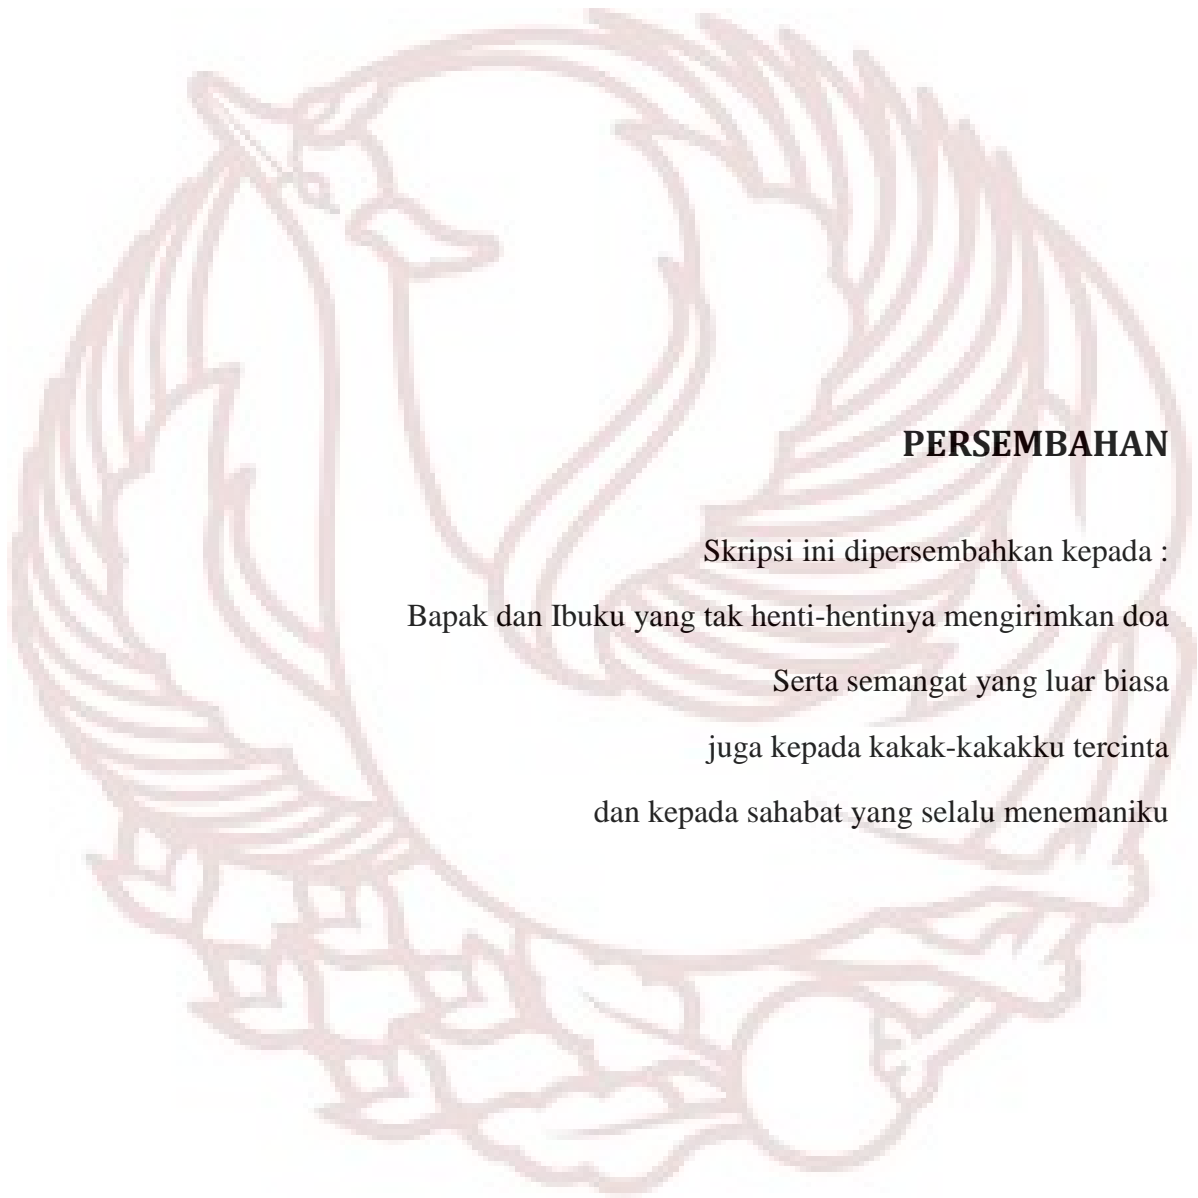 PERSEMBAHAN
Skripsi ini dipersembahkan kepada :
Bapak dan Ibuku yang tak henti-hentinya mengirimkan doa
Serta semangat yang luar biasa
juga kepada kakak-kakakku tercinta
dan kepada sahabat yang selalu menemaniku